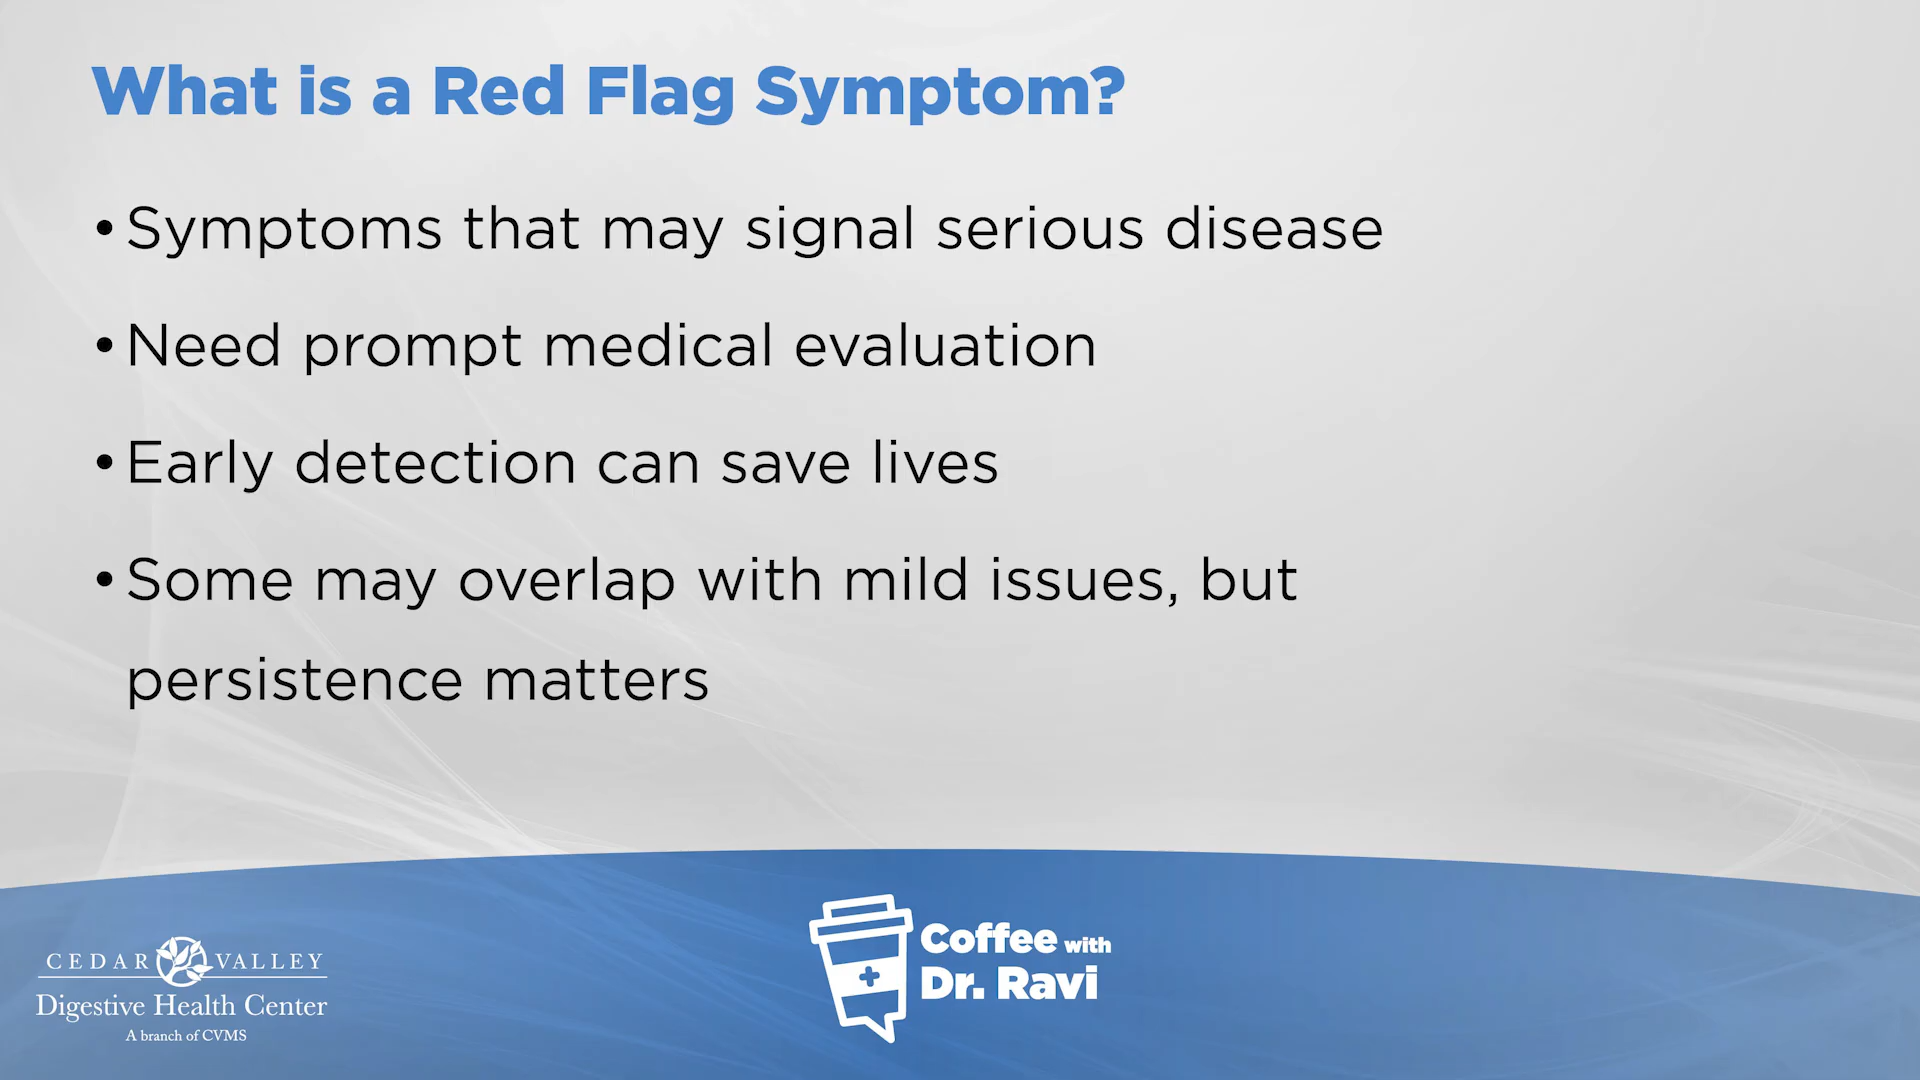 What is a Red Flag Symptom?
• Symptoms that may signal serious disease
• Need prompt medical evaluation
• Early detection can save lives
• Some may overlap with mild issues, but
persistence matters
CEDAR VALLEY
Digestive Health Center
A branch of CVMS
Coffee with
Dr. Ravi